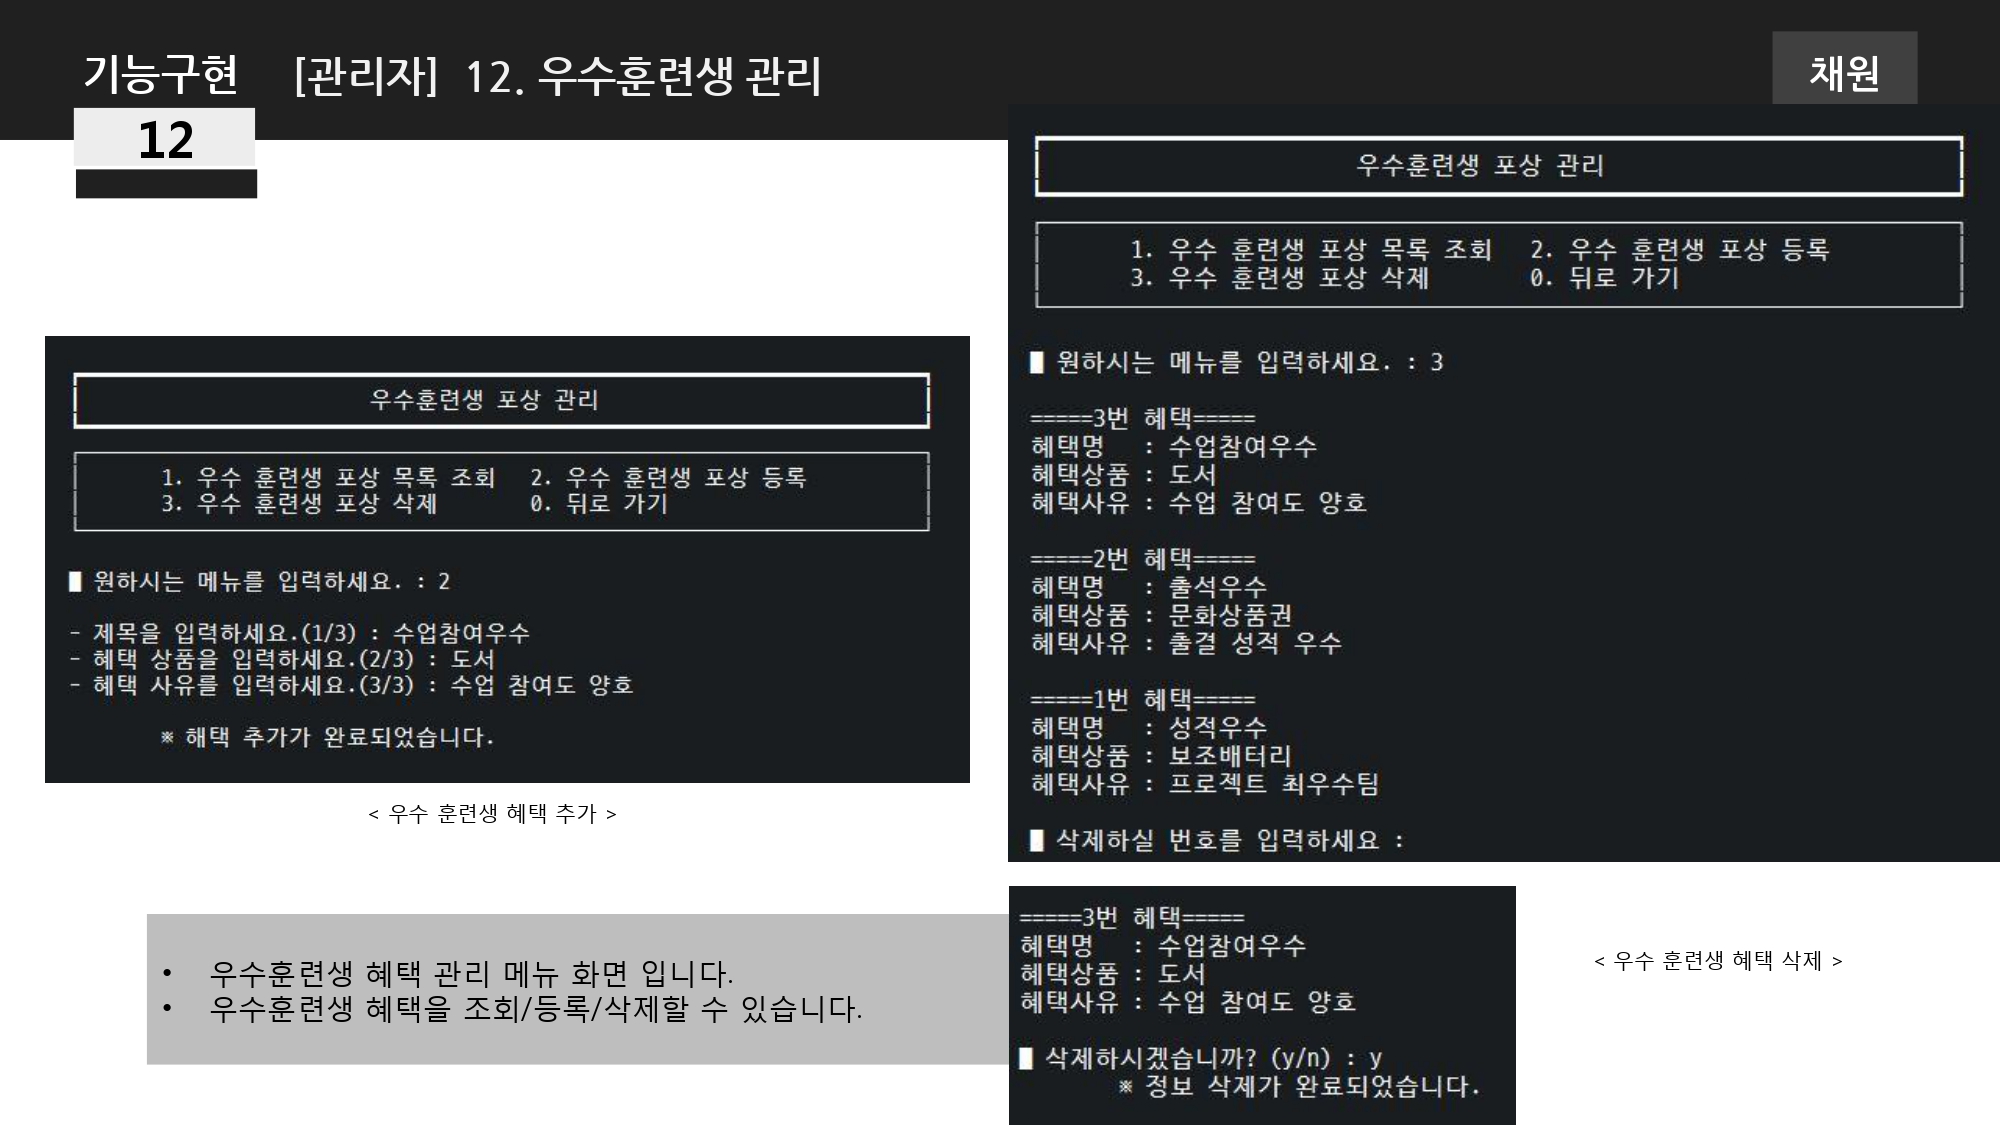 기능구현 [관리자] 12. 우수훈련생 관리
채원
12
우수훈련생 포상 관리
1. 우수 훈련생 포상 목록 조회 2. 우수 훈련생 포상 등록
3. 우수 훈련생 포상 삭제 0. 뒤로 가기
█ 원하시는 메뉴를 입력하세요. : 2
- 제목을 입력하세요.(1/3) : 수업참여우수
- 혜택 상품을 입력하세요.(2/3) : 도서
- 혜택 사유를 입력하세요.(3/3) : 수업 참여도 양호
※ 해택 추가가 완료되었습니다.
< 우수 훈련생 혜택 추가 >
우수훈련생 포상 관리
1. 우수 훈련생 포상 목록 조회 2. 우수 훈련생 포상 등록
3. 우수 훈련생 포상 삭제 0. 뒤로 가기
█ 원하시는 메뉴를 입력하세요. : 3
=====3번 혜택=====
혜택명 : 수업참여우수
혜택상품 : 도서
혜택사유 : 수업 참여도 양호
=====2번 혜택=====
혜택명 : 출석우수
혜택상품 : 문화상품권
혜택사유 : 출결 성적 우수
=====1번 혜택=====
혜택명 : 성적우수
혜택상품 : 보조배터리
혜택사유 : 프로젝트 최우수팀
█ 삭제하실 번호를 입력하세요 :
=====3번 혜택=====
혜택명 : 수업참여우수
혜택상품 : 도서
혜택사유 : 수업 참여도 양호
█ 삭제하시겠습니까? (y/n) : y
※ 정보 삭제가 완료되었습니다.
< 우수 훈련생 혜택 삭제 >
• 우수훈련생 혜택 관리 메뉴 화면 입니다.
• 우수훈련생 혜택을 조회/등록/삭제할 수 있습니다.